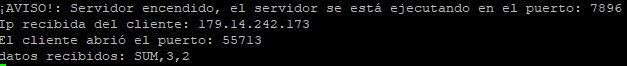 ¡AVISO!: Servidor encendido, el servidor se está ejecutando en el puerto: 7896
Ip recibida del cliente: 179.14.242.173
El cliente abrió el puerto: 55713
datos recibidos: SUM,3,2